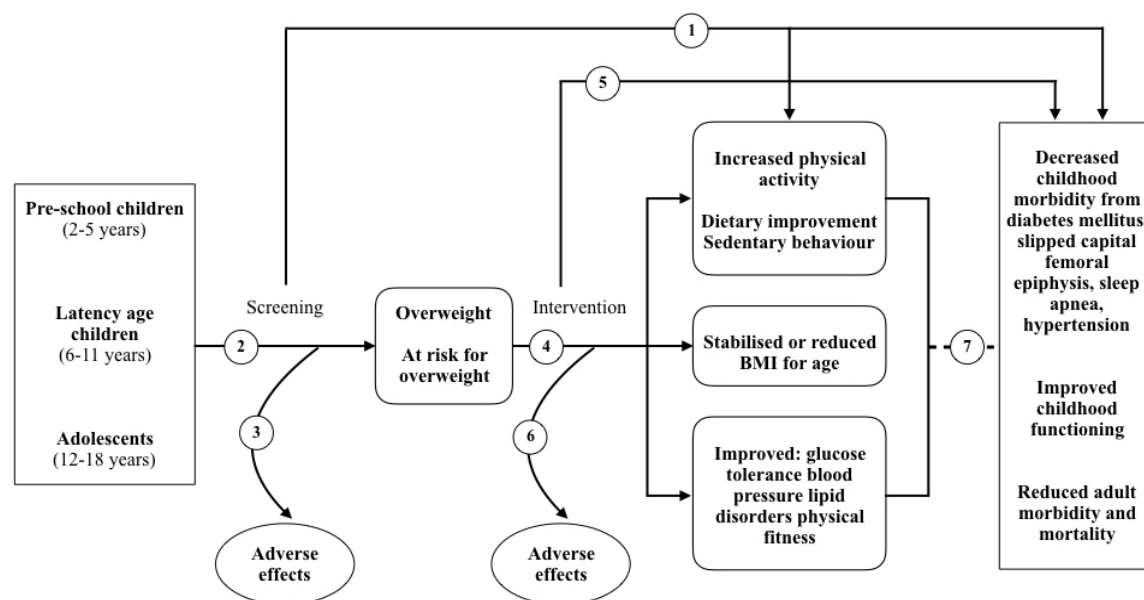 1
5
Pre-school children
(2-5 years)
Latency age
children
(6-11 years)
Adolescents
(12-18 years)
Screening
2
3
Adverse
effects
Overweight
At risk for
overweight
Intervention
4
6
Adverse
effects
Increased physical
activity
Dietary improvement
Sedentary behaviour
Stabilised or reduced
BMI for age
Improved: glucose
tolerance blood
pressure lipid
disorders physical
fitness
7
Decreased
childhood
morbidity from
diabetes mellitus,
slipped capital
femoral
epiphysis, sleep
apnea,
hypertension
Improved
childhood
functioning
Reduced adult
morbidity and
mortality